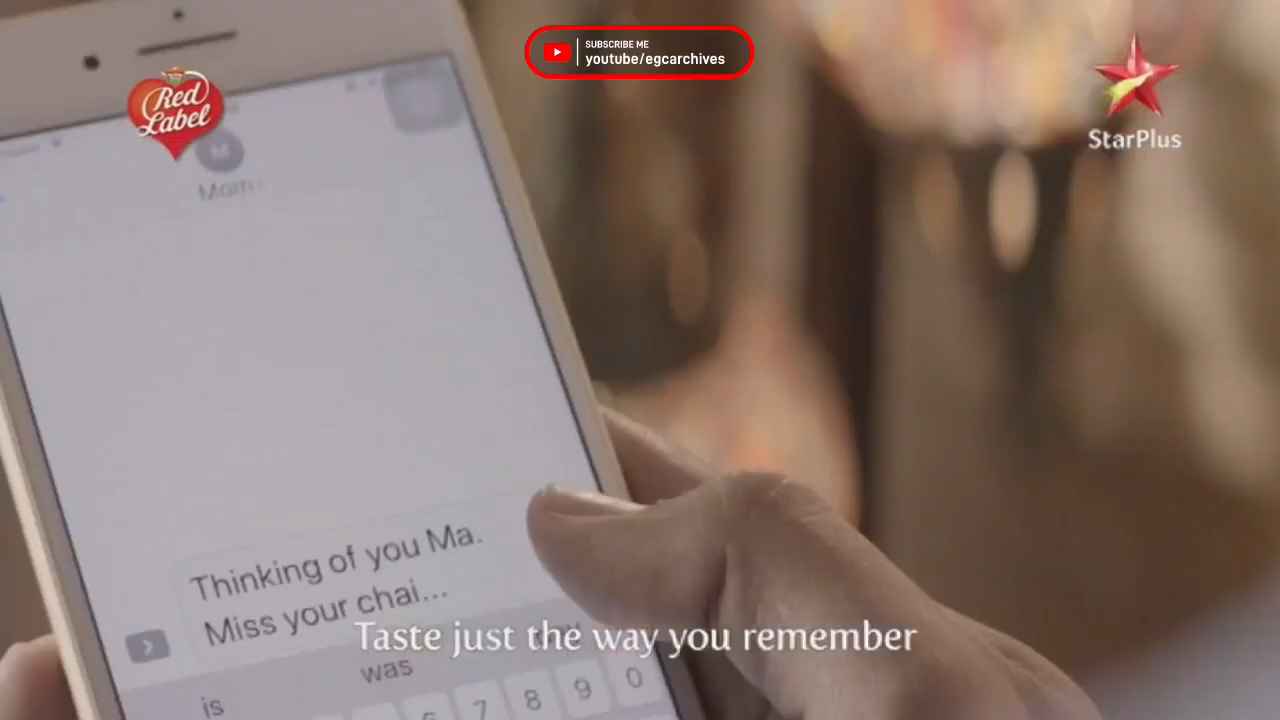 SUBSCRIBE ME
youtube/egcarchives
Red
Label
StarPlus
M
Mom
Thinking of you Ma.
Miss your chai...
Taste just the way you remember
is
was
6 7 8 9 0